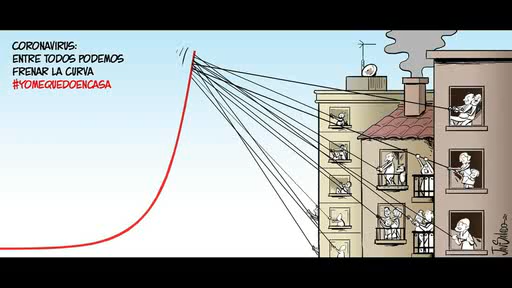 CORONAVIRUS:
ENTRE TODOS PODEMOS
FRENAR LA CURVA
#YOMEQUEDOENCASA